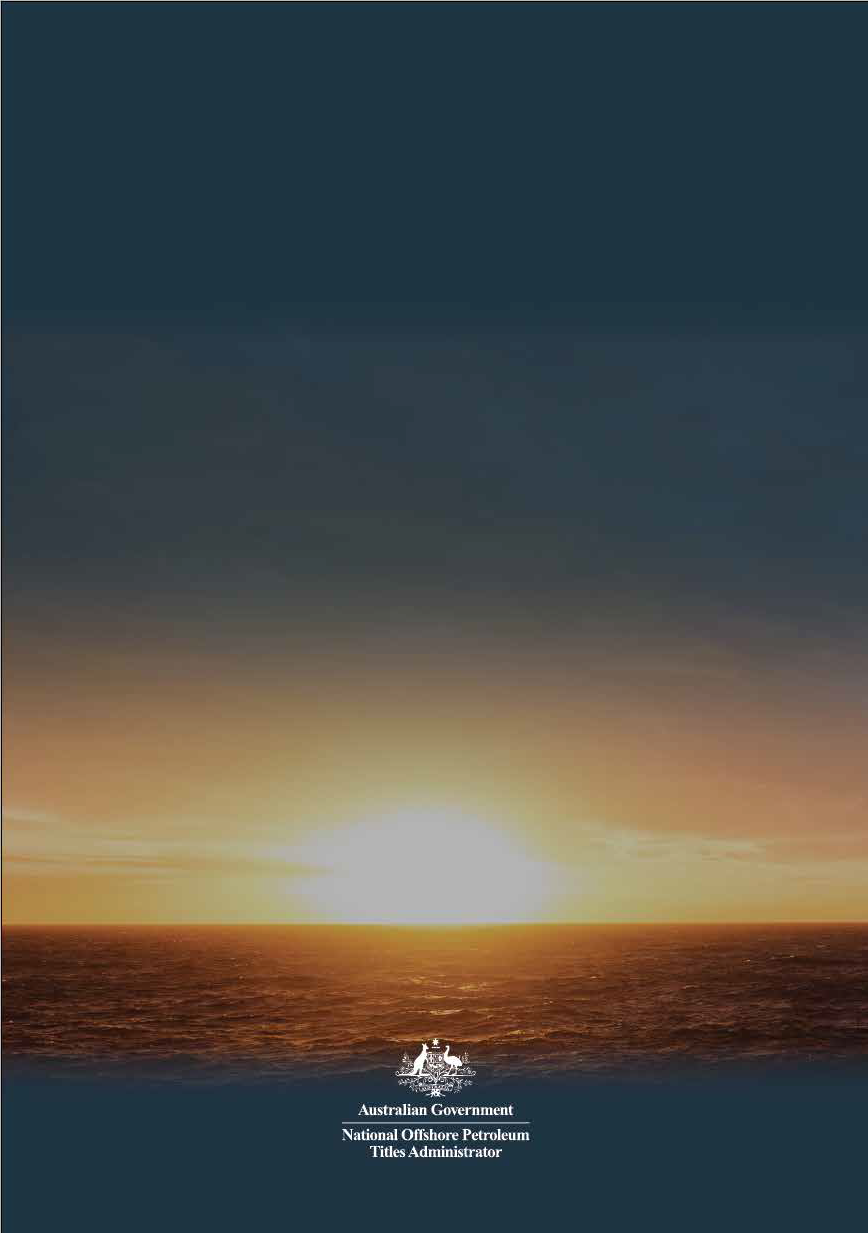 Australian Government
National Offshore Petroleum
Titles Administrator